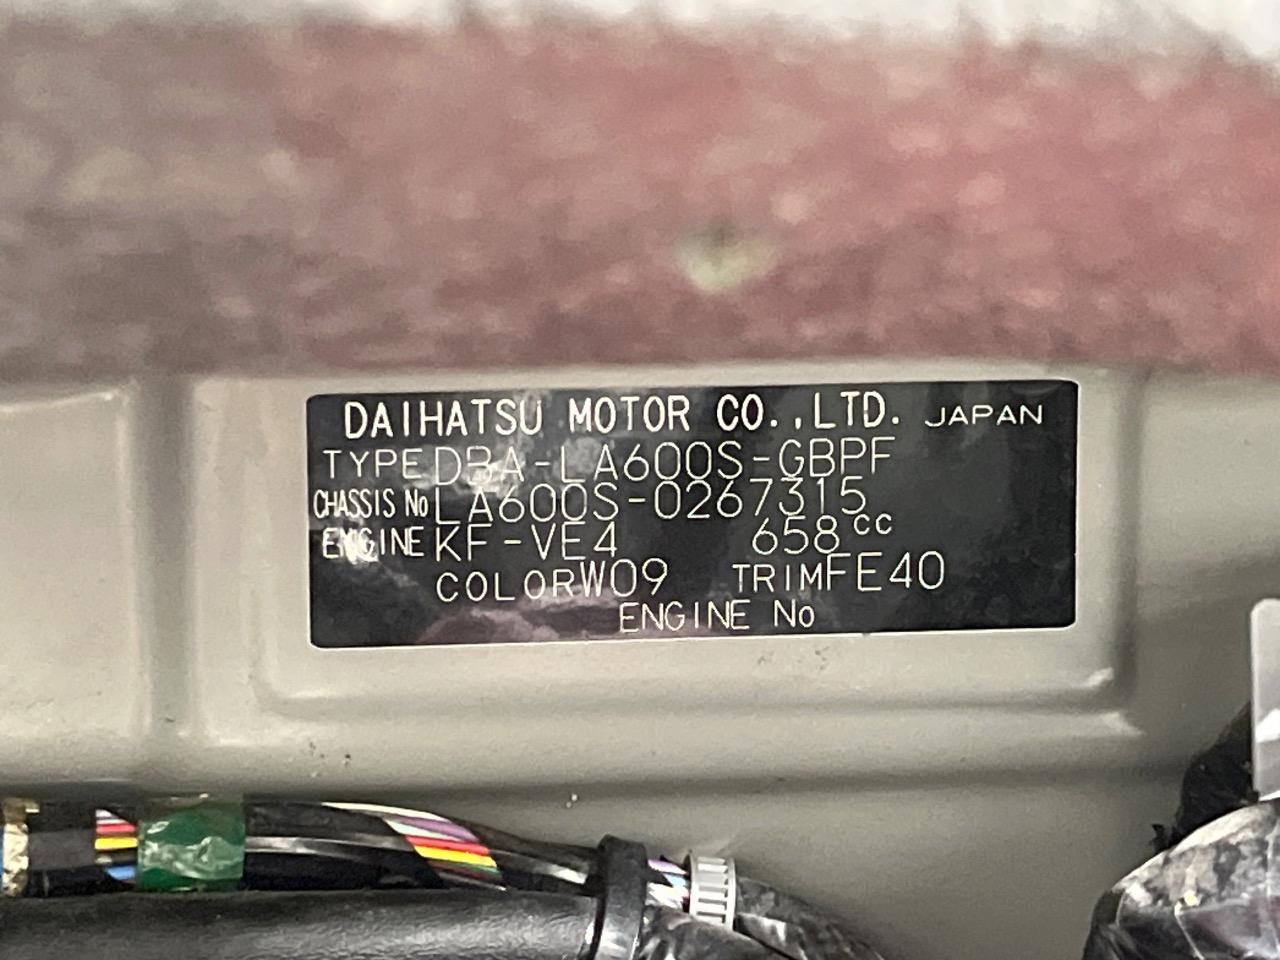 DAIHATSU MOTOR CO.,LTD. JAPAN
TYPE DBA-LA600S-GBPF
CHASSIS No LA600S-0267315
ENGINE KF-VE4 658cc
COLOR W09 TRIM FE40
ENGINE No